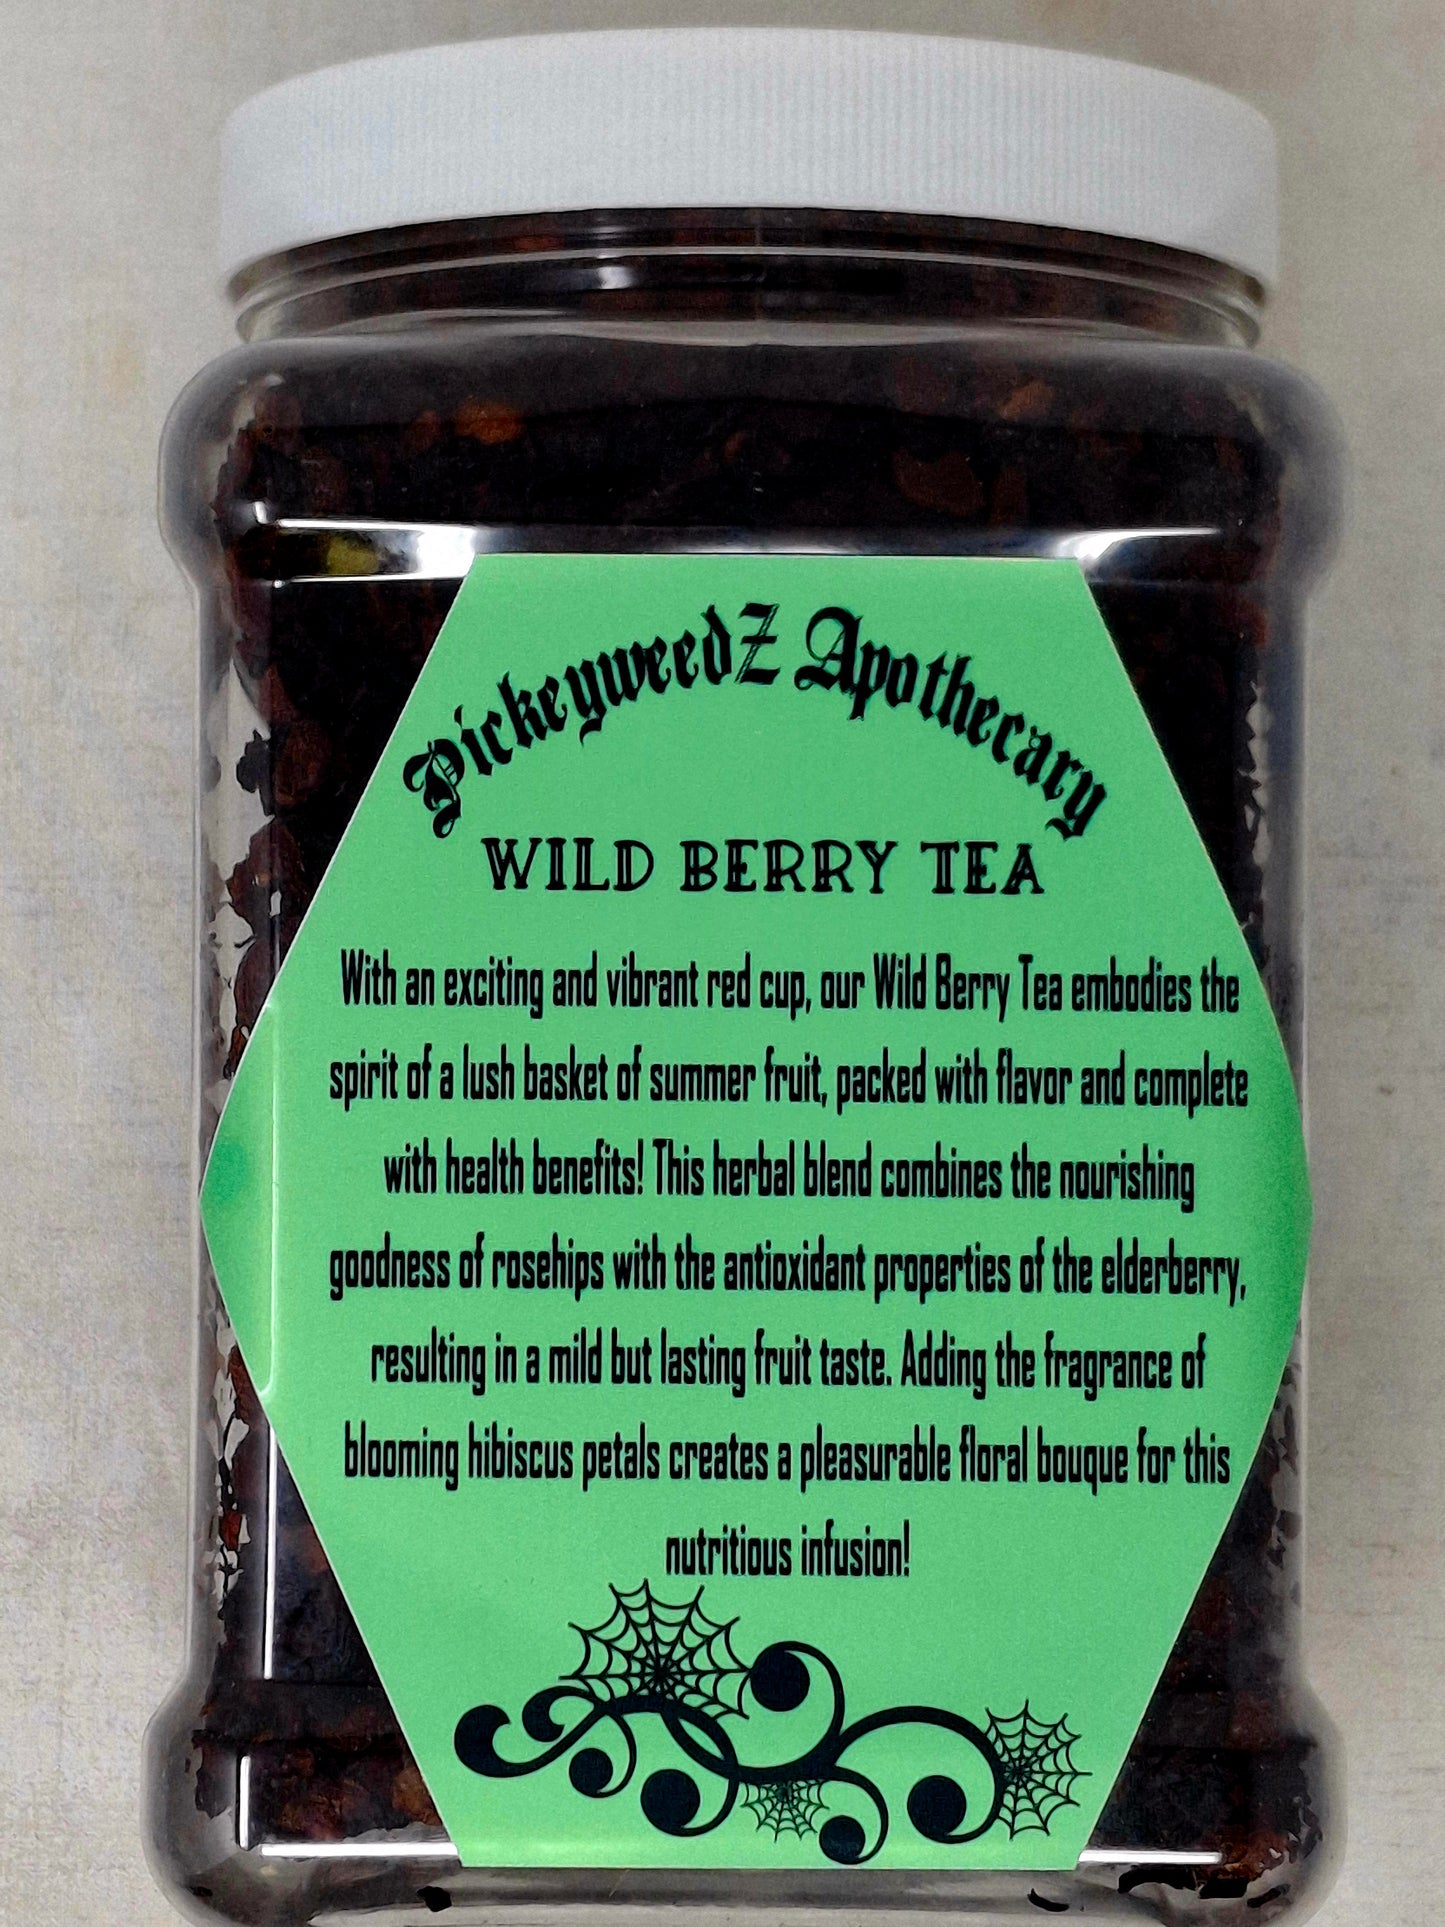 PickeyweedZ Apothecary
WILD BERRY TEA
With an exciting and vibrant red cup, our Wild Berry Tea embodies the
spirit of a lush basket of summer fruit, packed with flavor and complete
with health benefits! This herbal blend combines the nourishing
goodness of rosehips with the antioxidant properties of the elderberry,
resulting in a mild but lasting fruit taste. Adding the fragrance of
blooming hibiscus petals creates a pleasurable floral bouque for this
nutritious infusion!